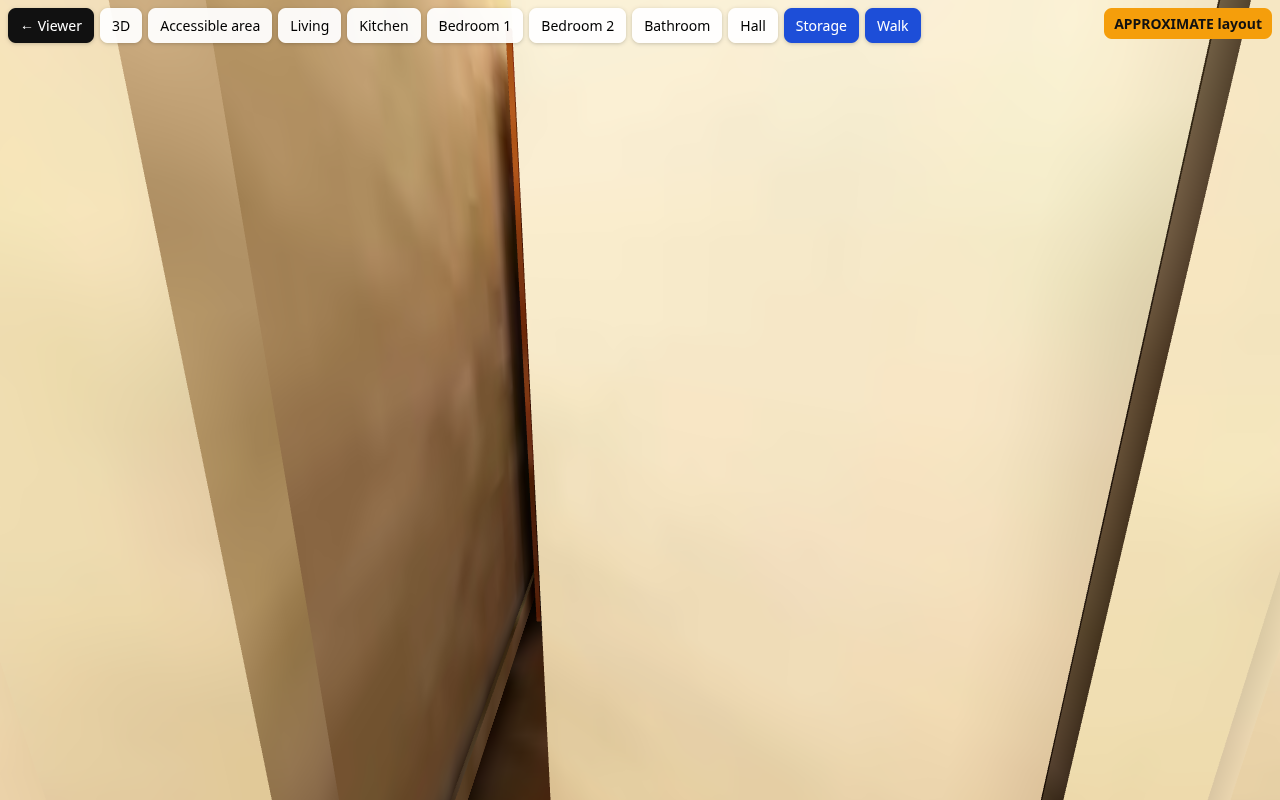 ← Viewer
3D
Accessible area
Living
Kitchen
Bedroom 1
Bedroom 2
Bathroom
Hall
Storage
Walk
APPROXIMATE layout